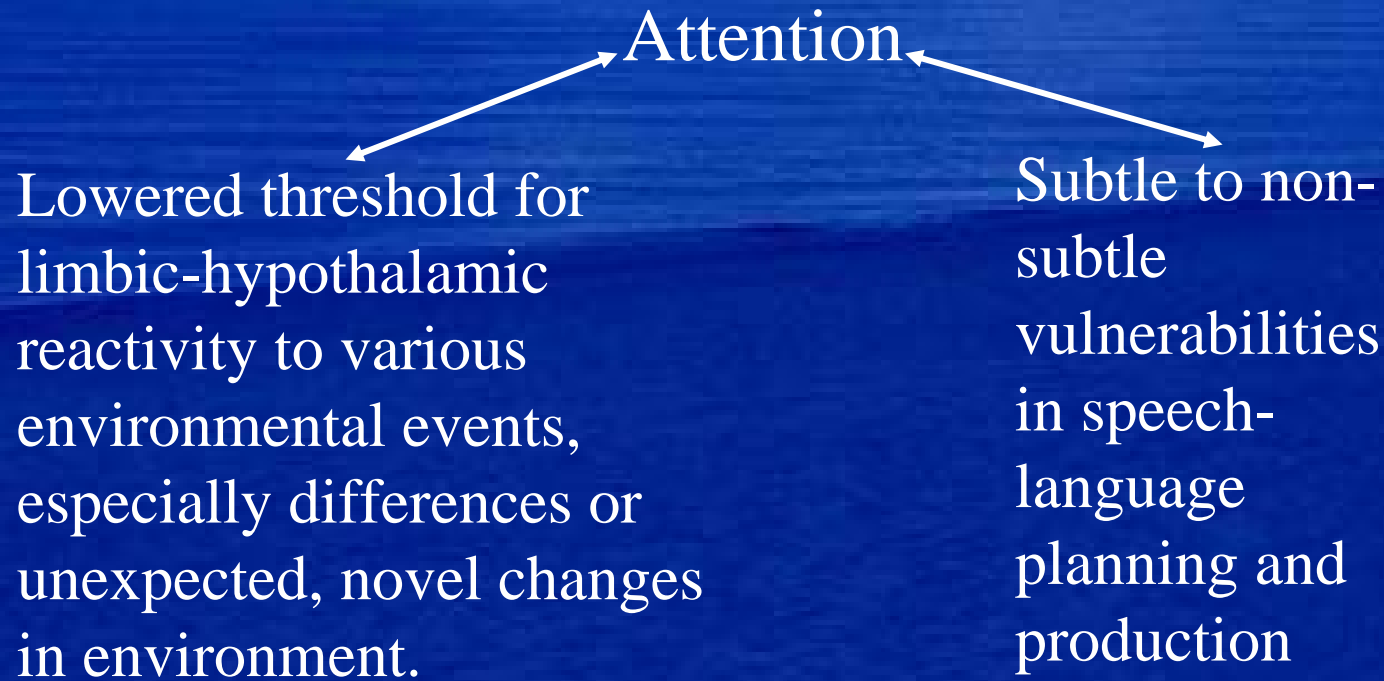 Attention
Lowered threshold for
limbic-hypothalamic
reactivity to various
environmental events,
especially differences or
unexpected, novel changes
in environment.
Subtle to non-
subtle
vulnerabilities
in speech-
language
planning and
production